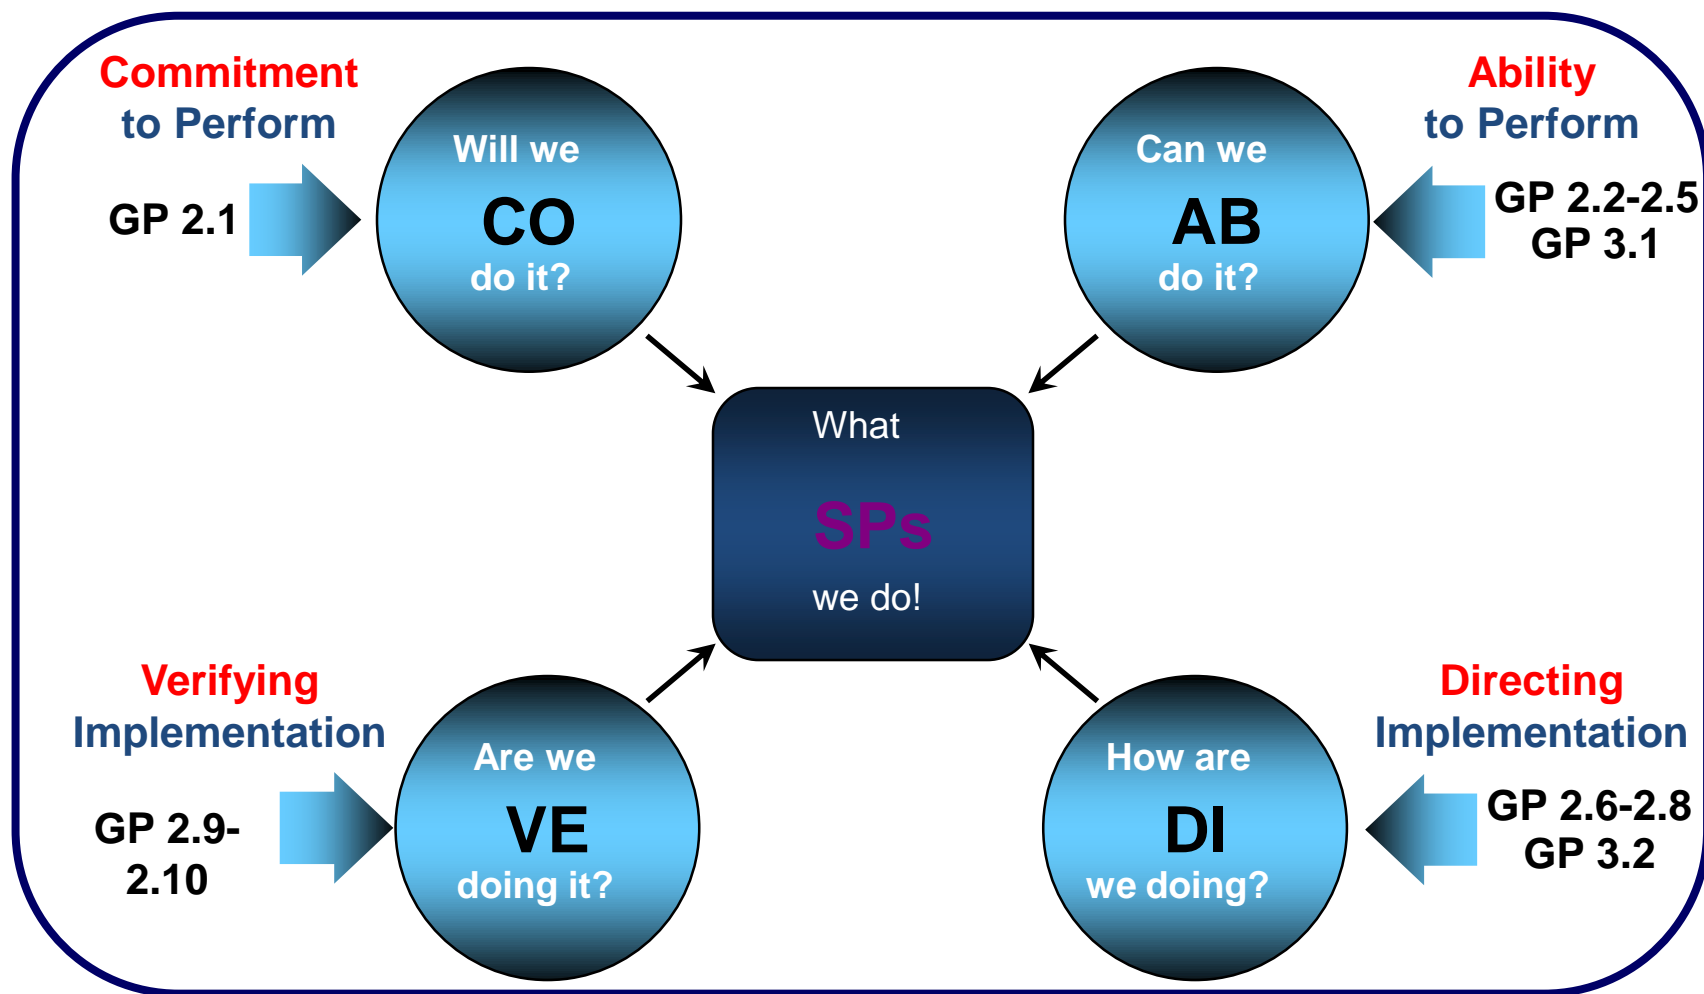 Commitment
to Perform
GP 2.1
Will we
CO
do it?
Can we
AB
do it?
Ability
to Perform
GP 2.2-2.5
GP 3.1
What
SPs
we do!
Verifying
Implementation
GP 2.9-
2.10
Are we
VE
doing it?
How are
DI
we doing?
Directing
Implementation
GP 2.6-2.8
GP 3.2